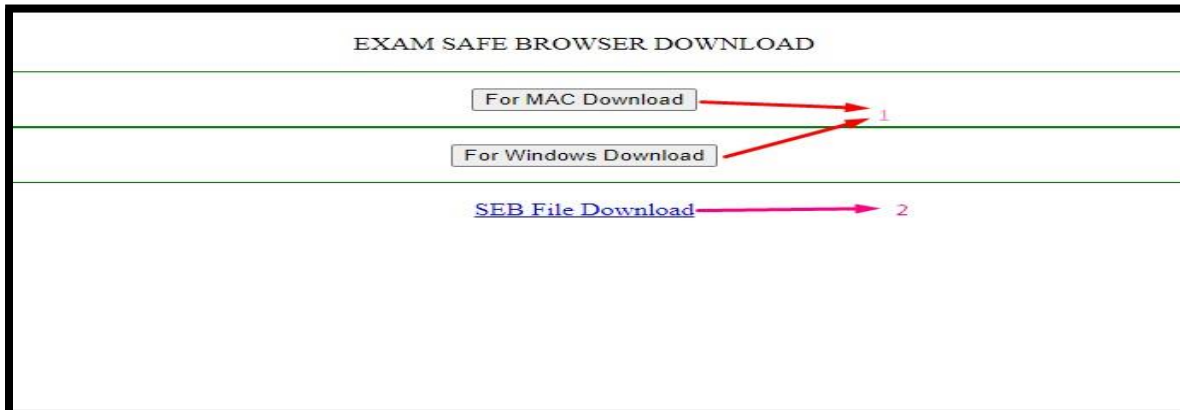 EXAM SAFE BROWSER DOWNLOAD
For MAC Download
1
For Windows Download
SEB File Download 2